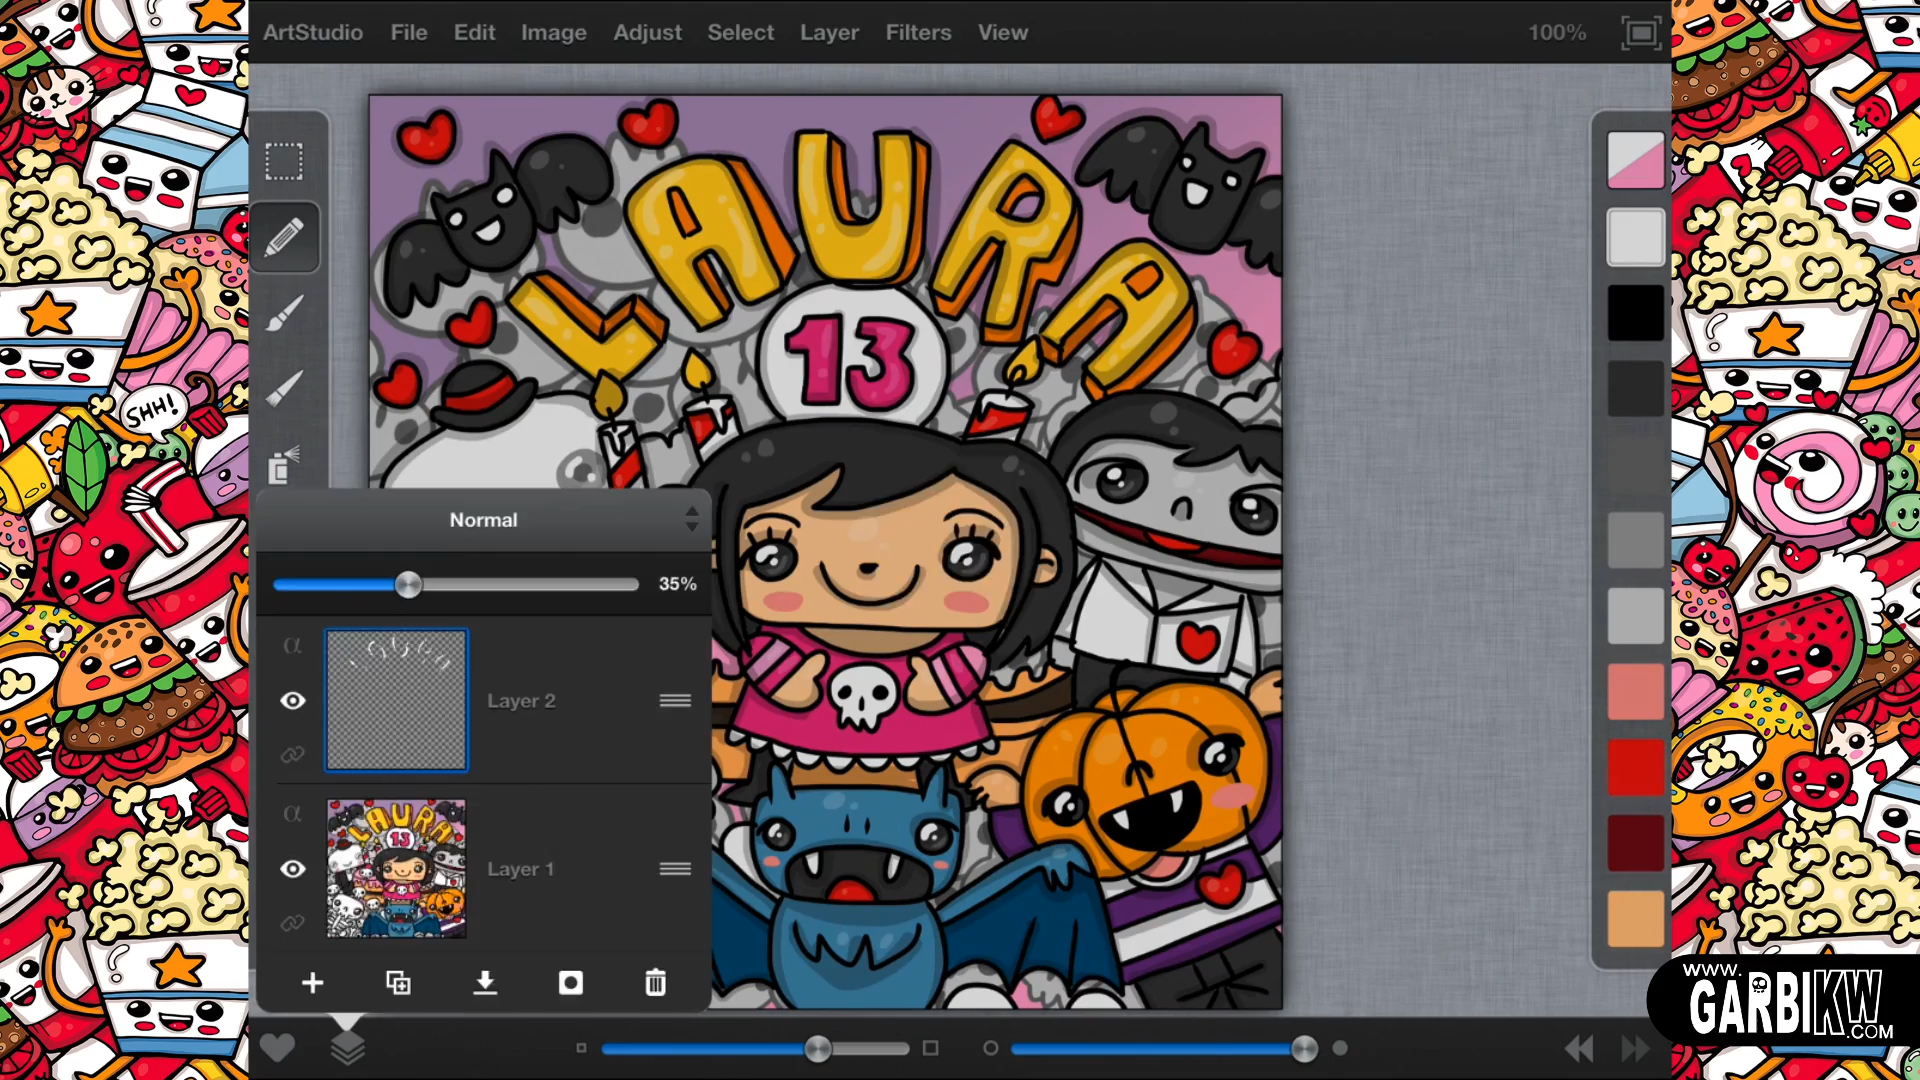 ArtStudio File Edit Image Adjust Select Layer Filters View 100%
LAURA
13
SHH!
Normal
35%
α
Layer 2
α
Layer 1
www.
GARBIKW
.COM